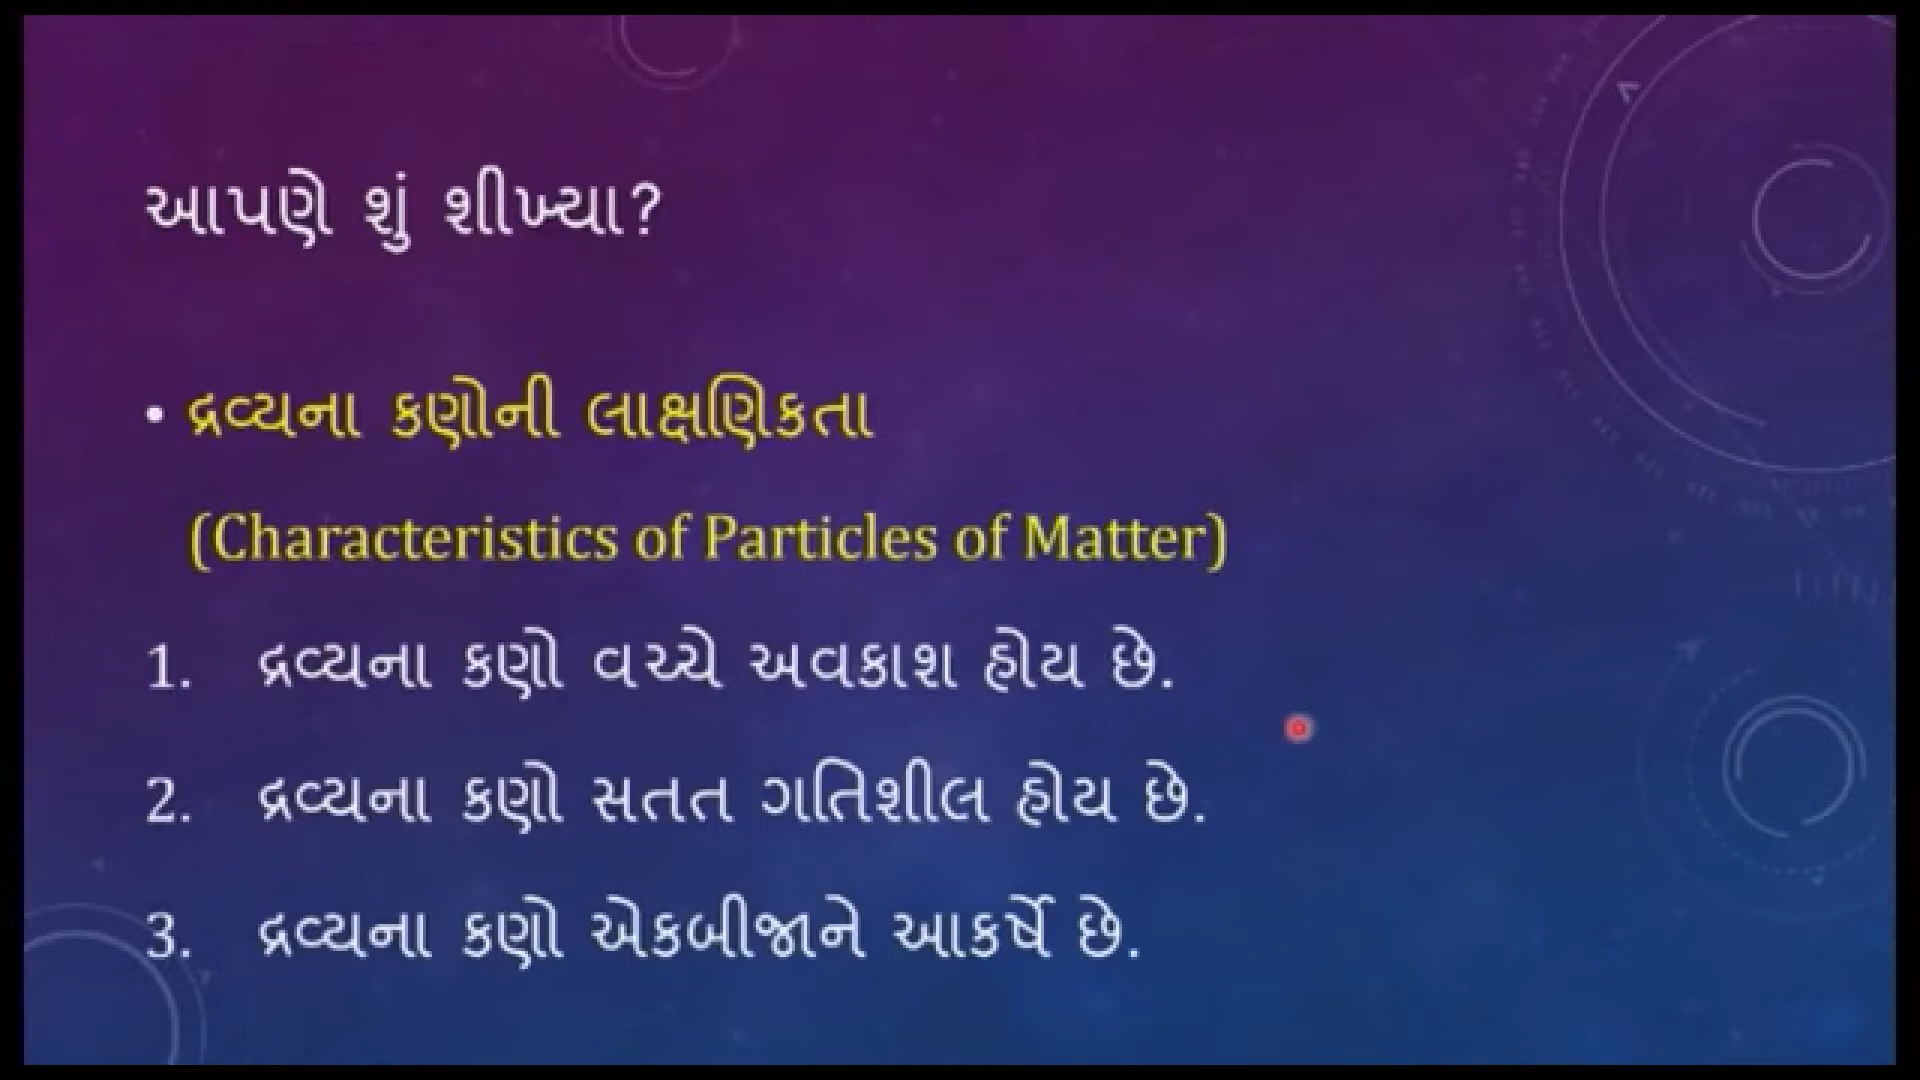 આપણે શું શીખ્યા?
• દ્રવ્યના કણોની લાક્ષણિકતા
(Characteristics of Particles of Matter)
1. દ્રવ્યના કણો વચ્ચે અવકાશ હોય છે.
2. દ્રવ્યના કણો સતત ગતિશીલ હોય છે.
3. દ્રવ્યના કણો એકબીજાને આકર્ષે છે.